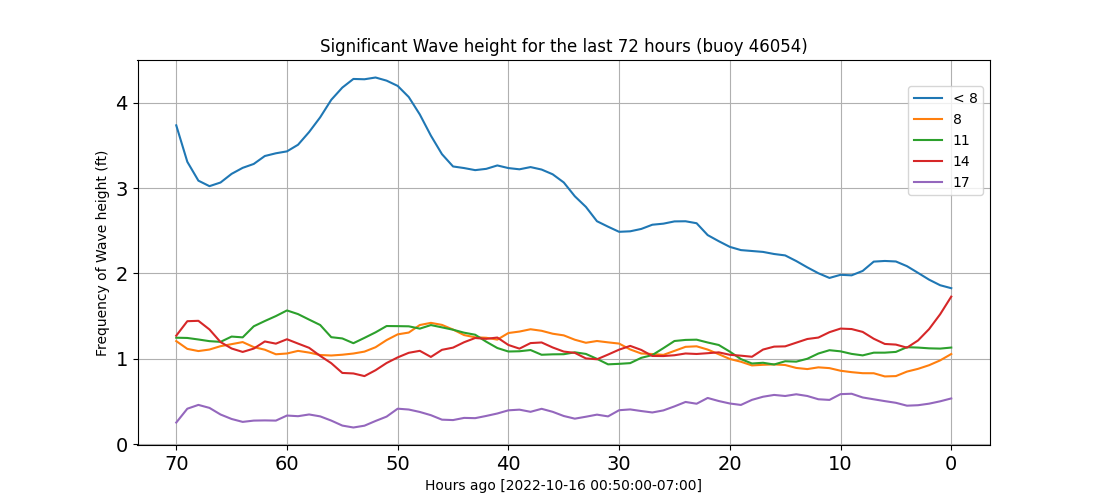 Significant Wave height for the last 72 hours (buoy 46054)
Frequency of Wave height (ft)
4
3
2
1
0
< 8
8
11
14
17
70 60 50 40 30 20 10 0
Hours ago [2022-10-16 00:50:00-07:00]